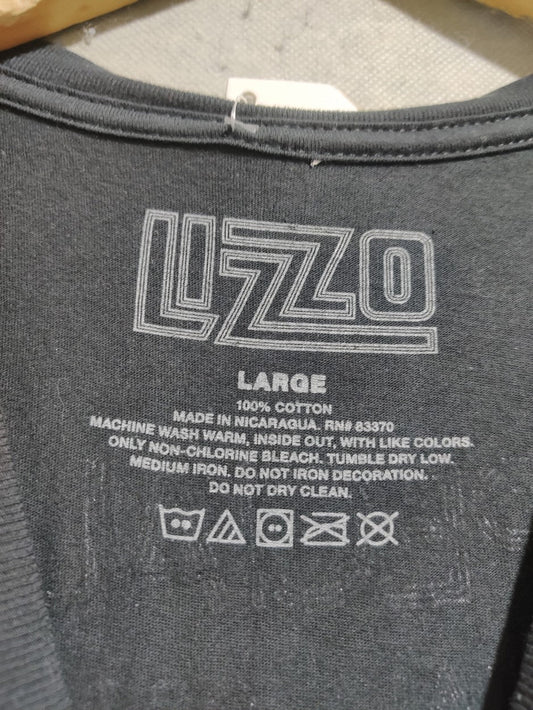 LIZZO
LARGE
100% COTTON
MADE IN NICARAGUA. RN# 83370
MACHINE WASH WARM, INSIDE OUT, WITH LIKE COLORS.
ONLY NON-CHLORINE BLEACH. TUMBLE DRY LOW.
MEDIUM IRON. DO NOT IRON DECORATION.
DO NOT DRY CLEAN.